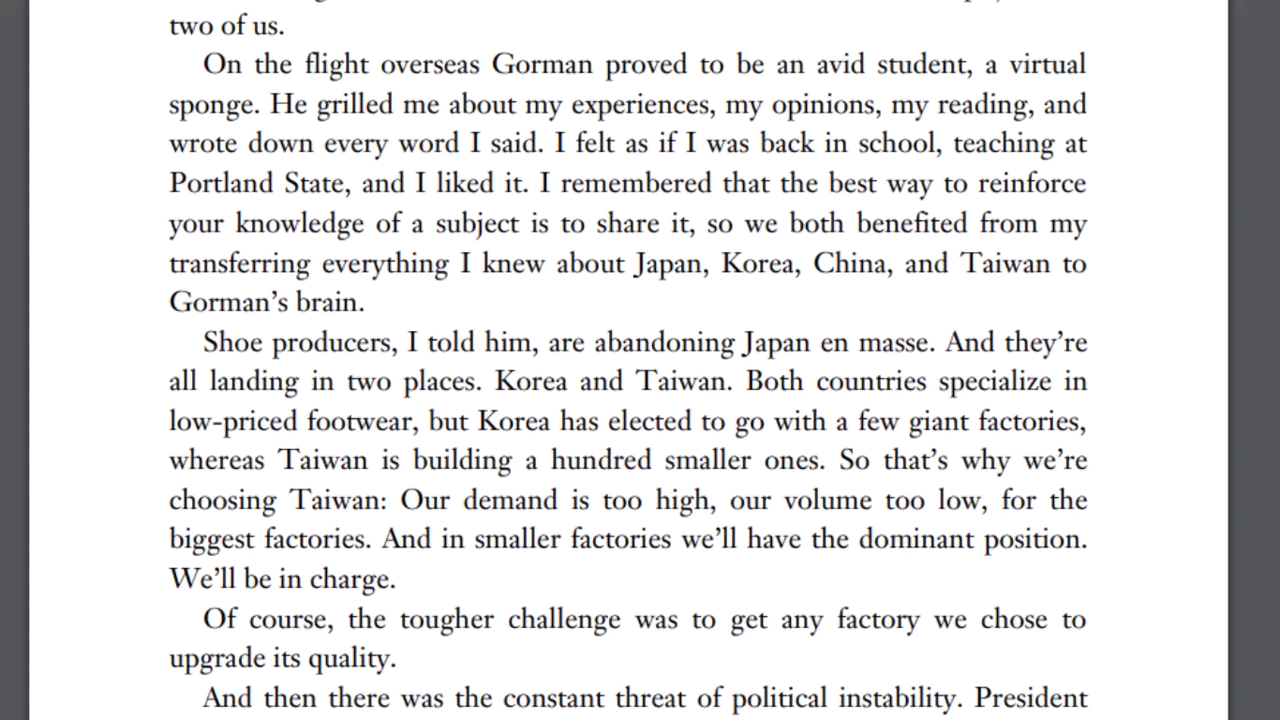 two of us.
On the flight overseas Gorman proved to be an avid student, a virtual
sponge. He grilled me about my experiences, my opinions, my reading, and
wrote down every word I said. I felt as if I was back in school, teaching at
Portland State, and I liked it. I remembered that the best way to reinforce
your knowledge of a subject is to share it, so we both benefited from my
transferring everything I knew about Japan, Korea, China, and Taiwan to
Gorman’s brain.
Shoe producers, I told him, are abandoning Japan en masse. And they’re
all landing in two places. Korea and Taiwan. Both countries specialize in
low-priced footwear, but Korea has elected to go with a few giant factories,
whereas Taiwan is building a hundred smaller ones. So that’s why we’re
choosing Taiwan: Our demand is too high, our volume too low, for the
biggest factories. And in smaller factories we’ll have the dominant position.
We’ll be in charge.
Of course, the tougher challenge was to get any factory we chose to
upgrade its quality.
And then there was the constant threat of political instability. President